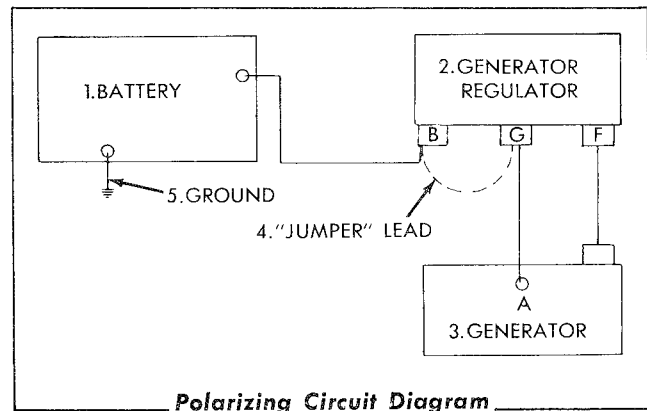 1.BATTERY
2.GENERATOR
REGULATOR
B
G
F
5.GROUND
4."JUMPER" LEAD
A
3.GENERATOR
Polarizing Circuit Diagram